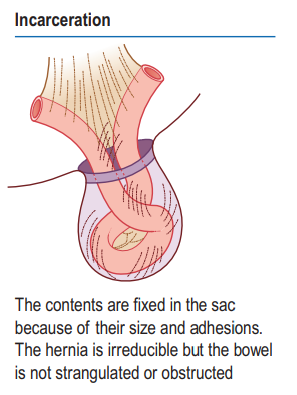 Incarceration
The contents are fixed in the sac
because of their size and adhesions.
The hernia is irreducible but the bowel
is not strangulated or obstructed